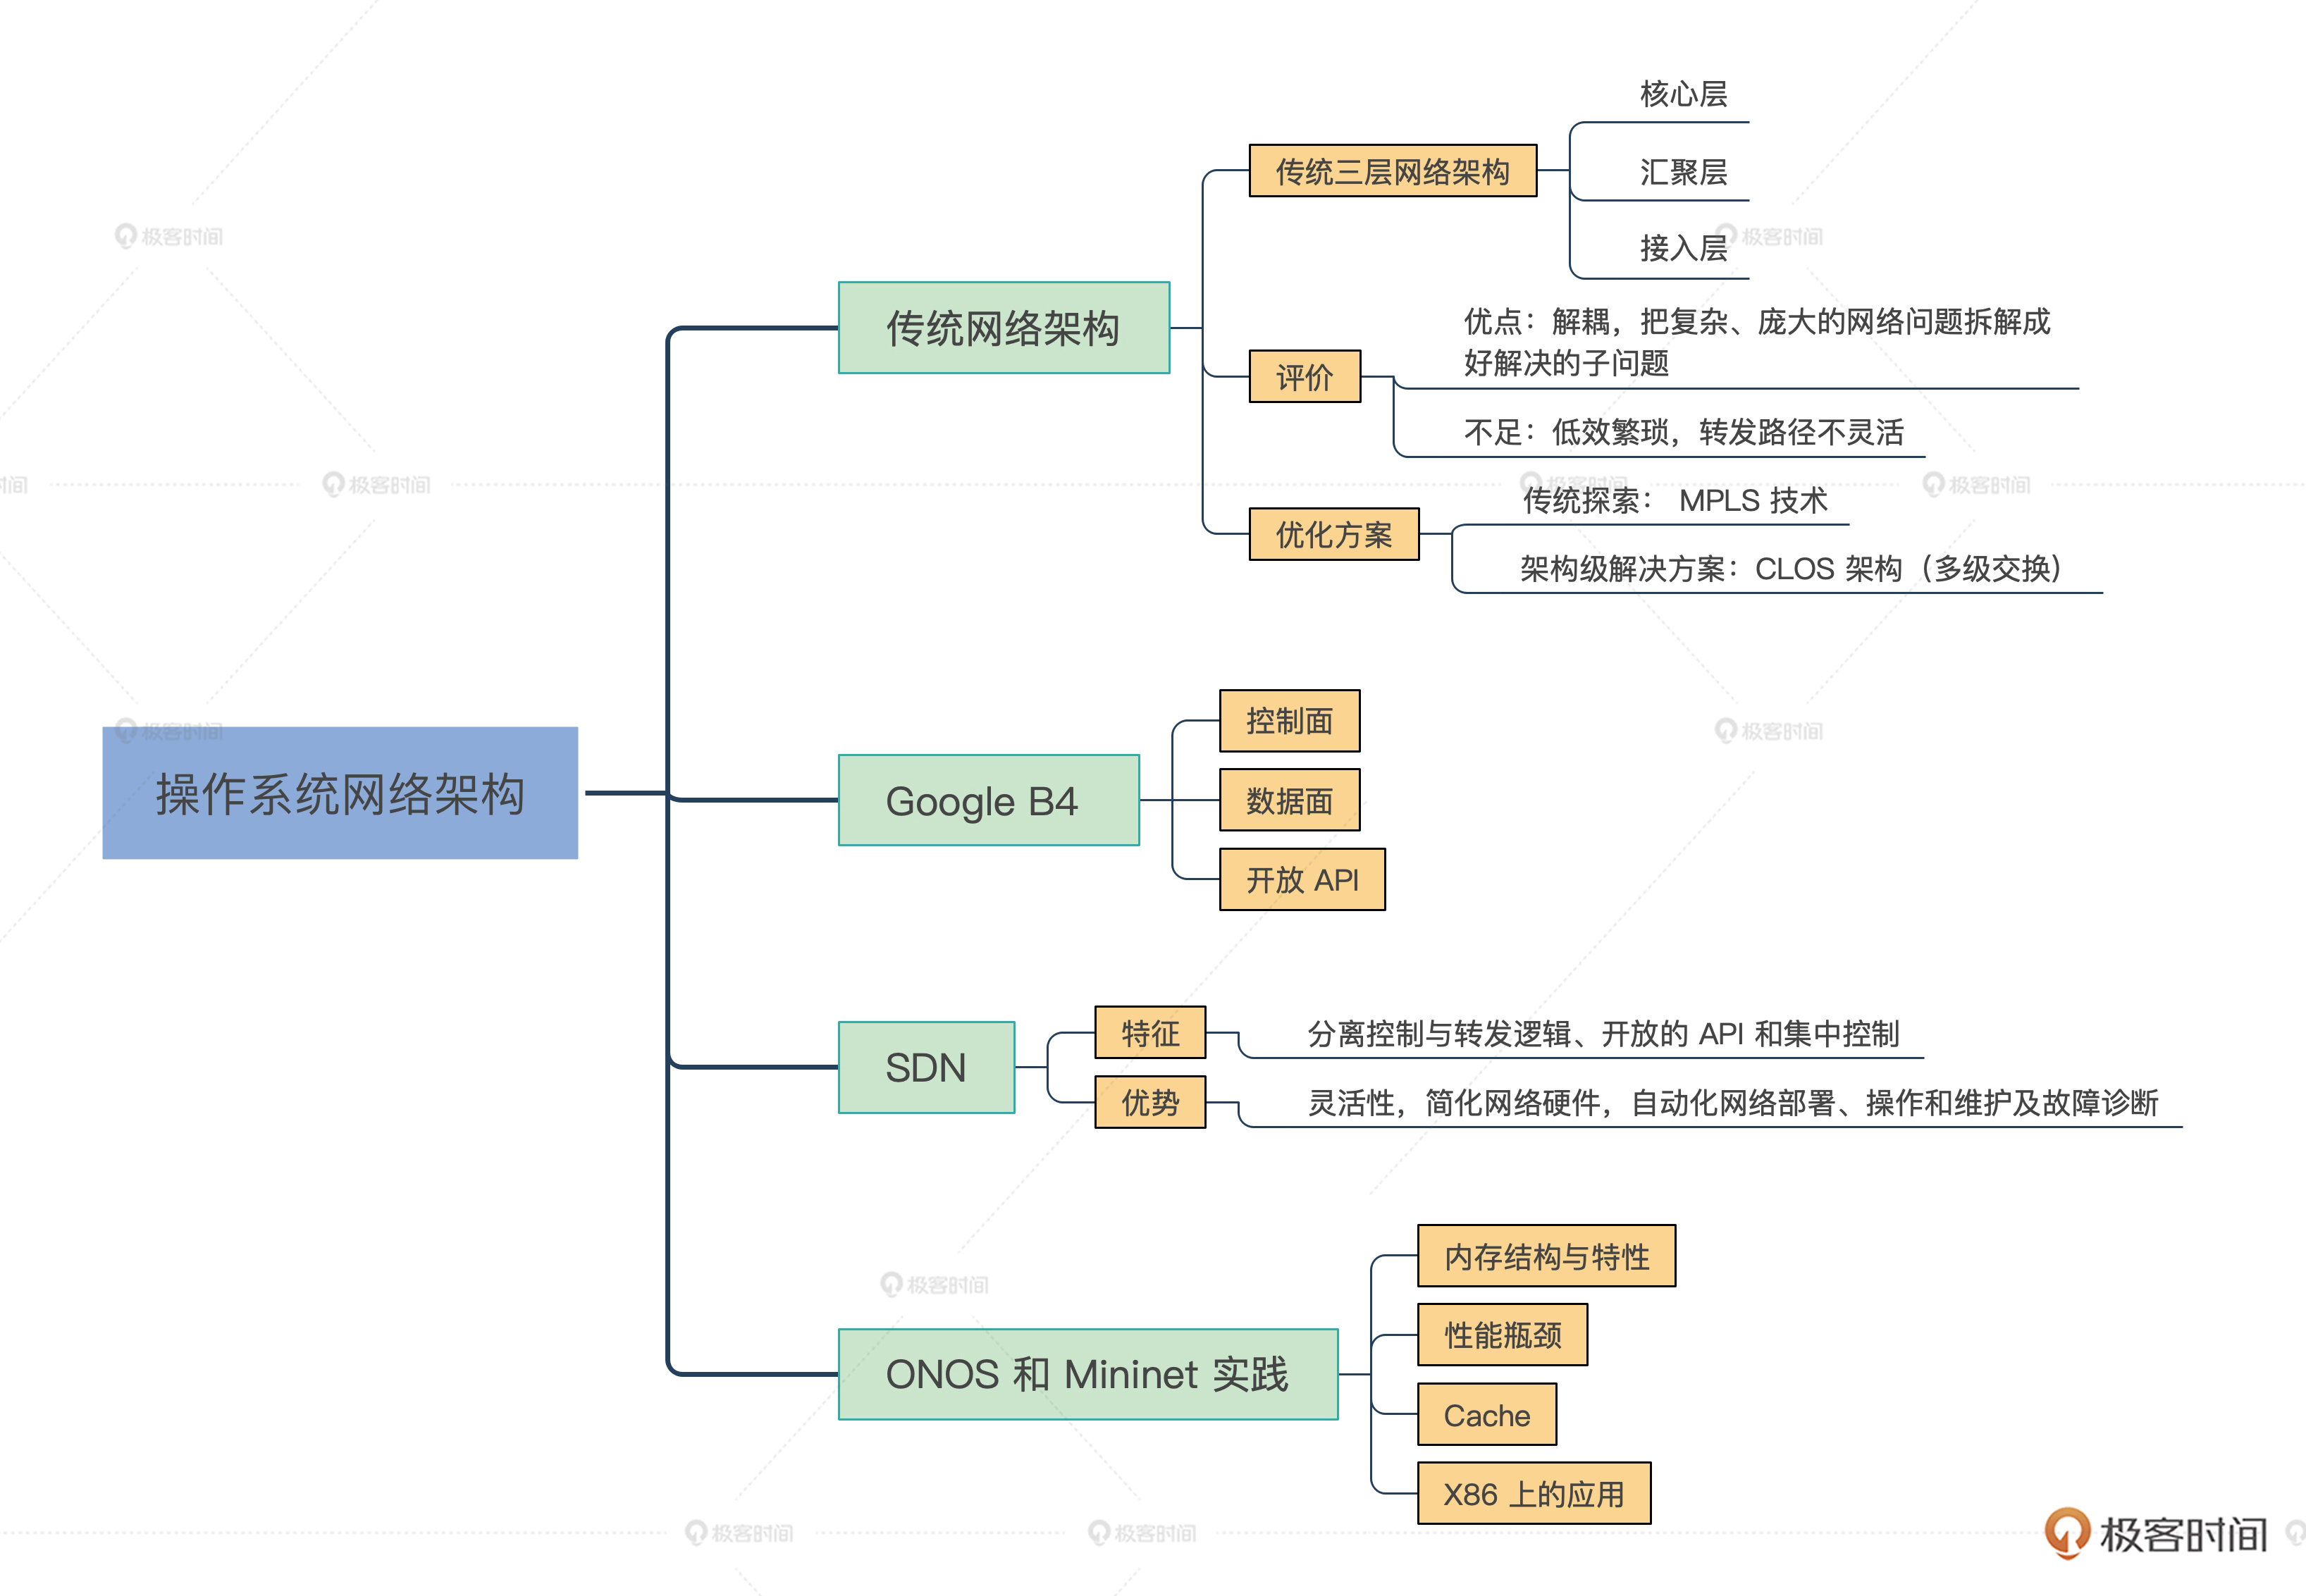 核心层
传统三层网络架构
汇聚层
接入层
传统网络架构
优点：解耦，把复杂、庞大的网络问题拆解成
好解决的子问题
评价
不足：低效繁琐，转发路径不灵活
传统探索： MPLS 技术
优化方案
架构级解决方案：CLOS 架构（多级交换)
操作系统网络架构
控制面
Google B4
数据面
开放 API
特征
分离控制与转发逻辑、开放的 API 和集中控制
SDN
优势
灵活性，简化网络硬件，自动化网络部署、操作和维护及故障诊断
内存结构与特性
性能瓶颈
ONOS 和 Mininet 实践
Cache
X86 上的应用
极客时间